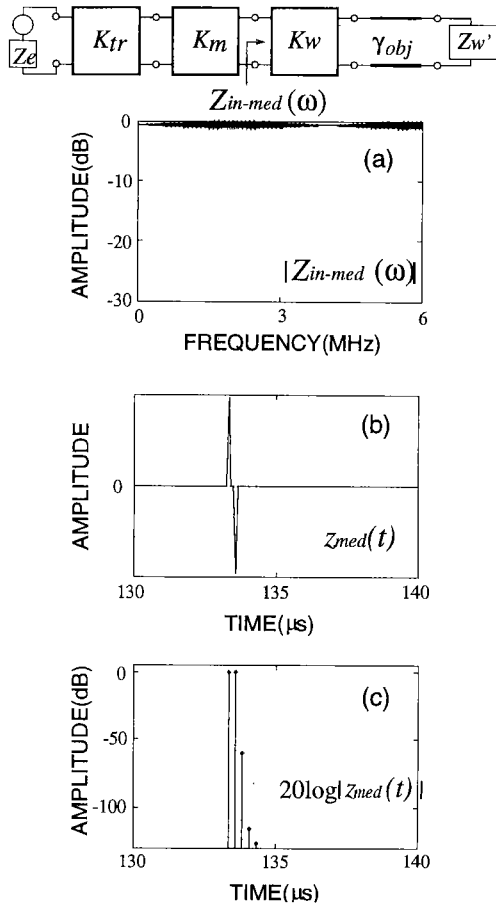 Ze Ktr Km Kw γobj Zw'
Zin-med(ω)
(a)
AMPLITUDE(dB)
0
-10
-20
-30
|Zin-med (ω)|
0 3 6
FREQUENCY(MHz)
(b)
AMPLITUDE
0
zmed(t)
130 135 140
TIME(μs)
(c)
AMPLITUDE(dB)
0
-50
-100
20log|zmed(t)|
130 135 140
TIME(μs)